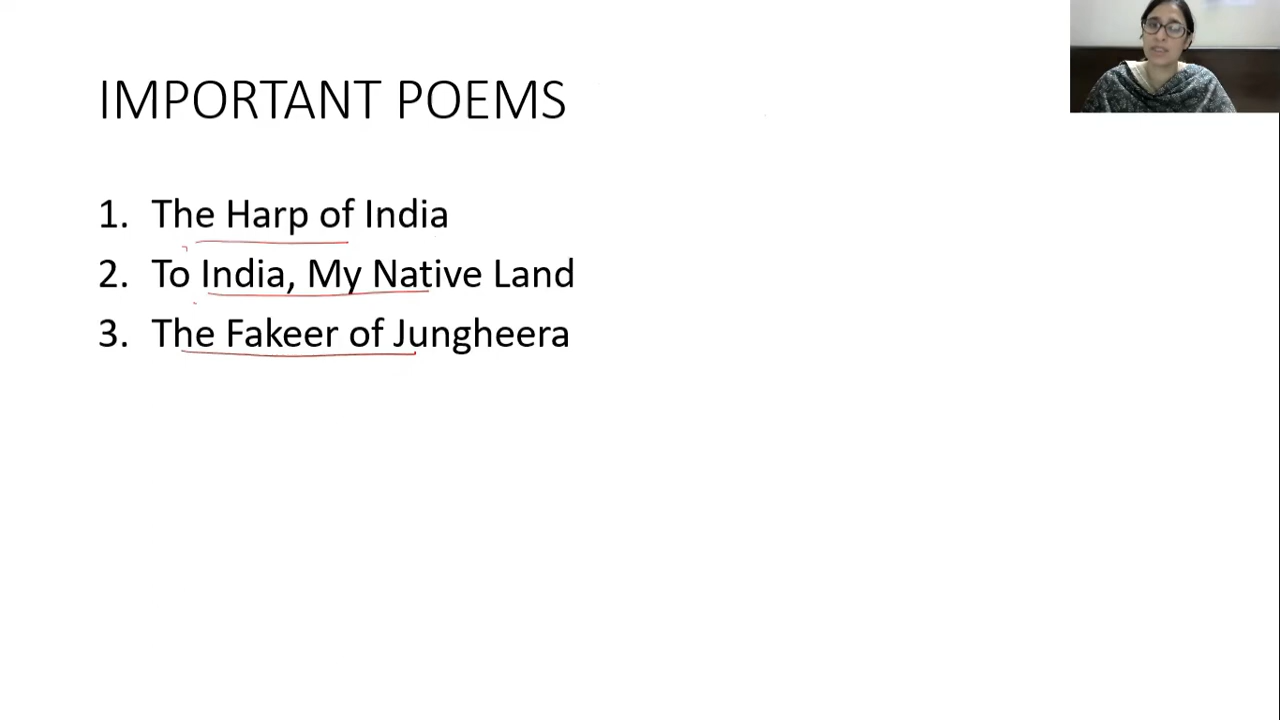 IMPORTANT POEMS
1. The Harp of India
2. To India, My Native Land
3. The Fakeer of Jungheera